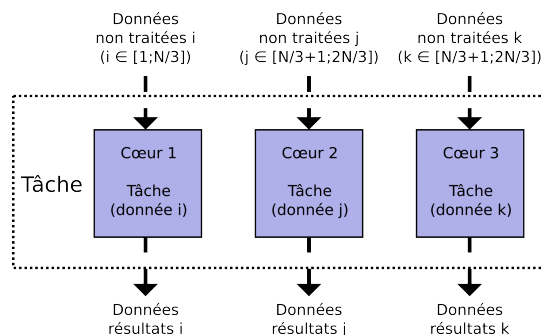 Données
non traitées i
(i ∈ [1;N/3])
Données
non traitées j
(j ∈ [N/3+1;2N/3])
Données
non traitées k
(k ∈ [N/3+1;2N/3])
Tâche
Cœur 1
Tâche
(donnée i)
Cœur 2
Tâche
(donnée j)
Cœur 3
Tâche
(donnée k)
Données
résultats i
Données
résultats j
Données
résultats k